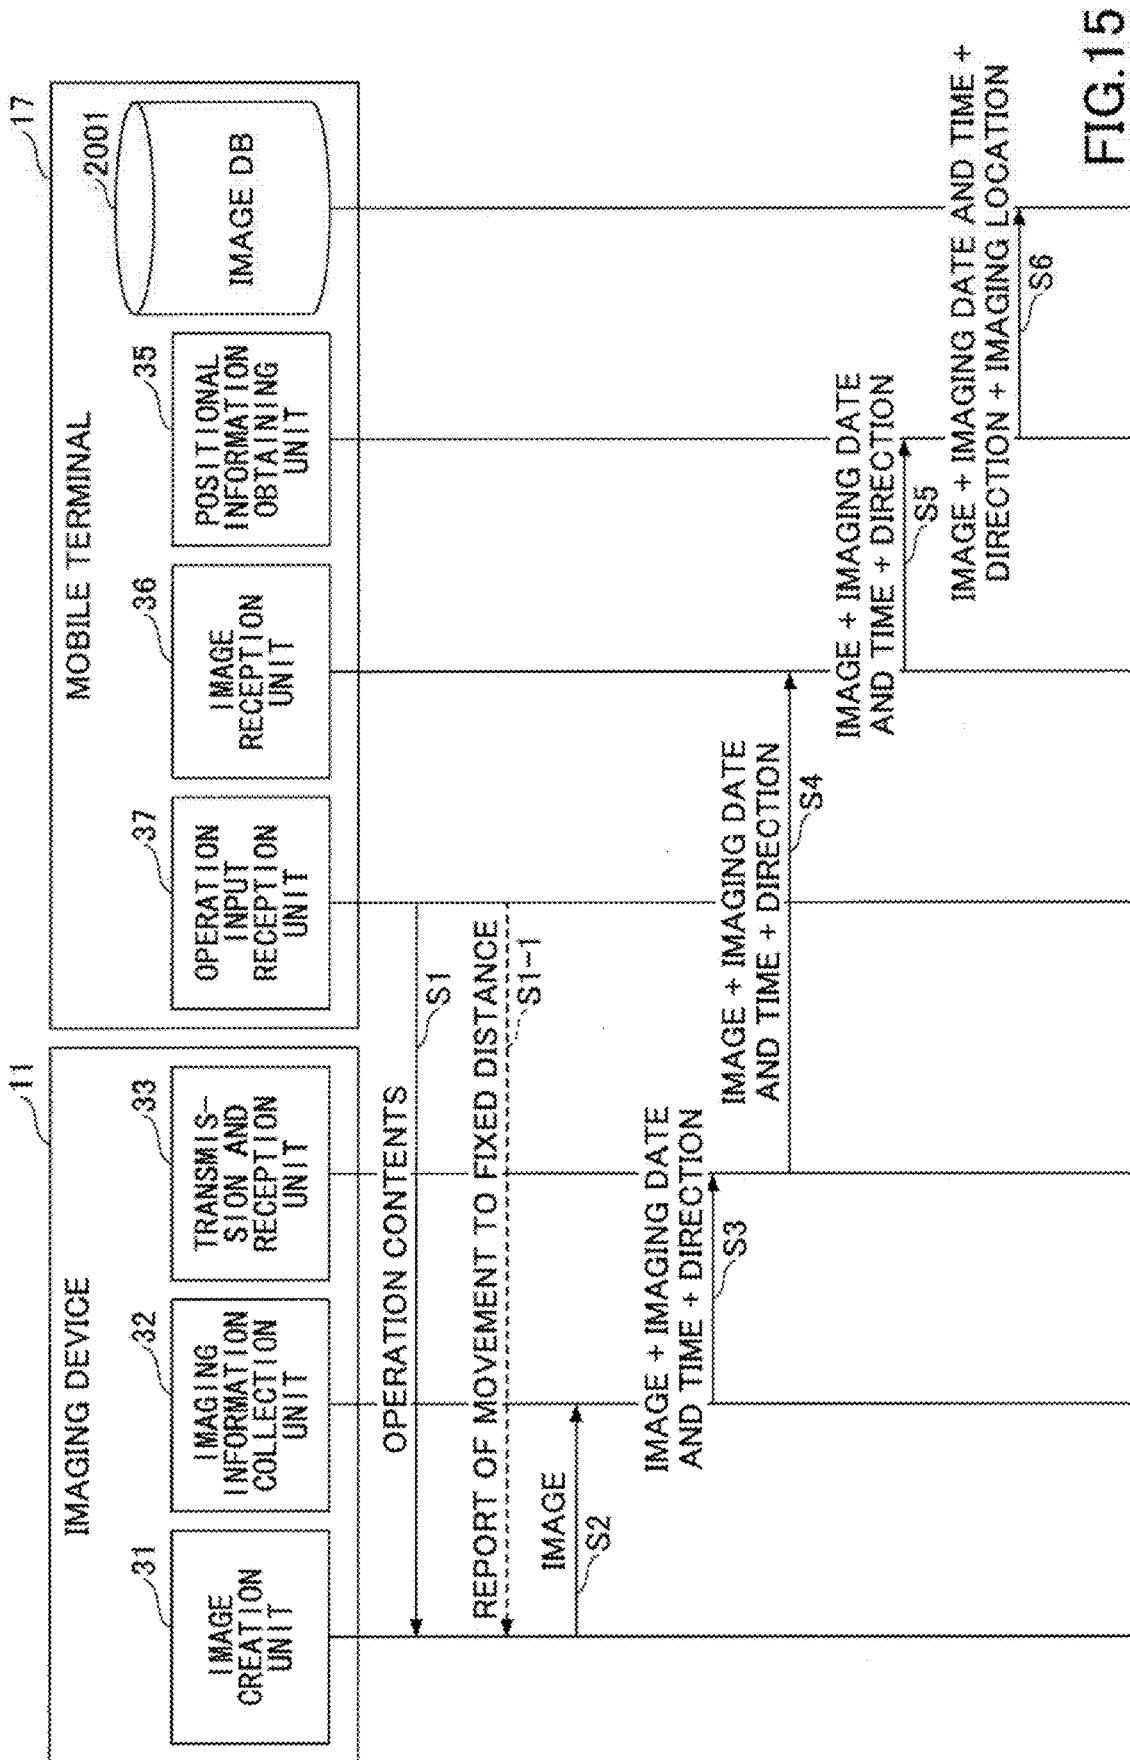 FIG.15
IMAGING DEVICE
11
IMAGE
CREATION
UNIT
31
IMAGING
INFORMATION
COLLECTION
UNIT
32
TRANSMIS-
SION AND
RECEPTION
UNIT
33
MOBILE TERMINAL
17
OPERATION
INPUT
RECEPTION
UNIT
37
IMAGE
RECEPTION
UNIT
36
POSITIONAL
INFORMATION
OBTAINING
UNIT
35
IMAGE DB
2001
OPERATION CONTENTS
S1
REPORT OF MOVEMENT TO FIXED DISTANCE
S1-1
IMAGE
S2
IMAGE + IMAGING DATE
AND TIME + DIRECTION
S3
IMAGE + IMAGING DATE
AND TIME + DIRECTION
S4
IMAGE + IMAGING DATE
AND TIME + DIRECTION
S5
IMAGE + IMAGING DATE AND TIME +
DIRECTION + IMAGING LOCATION
S6